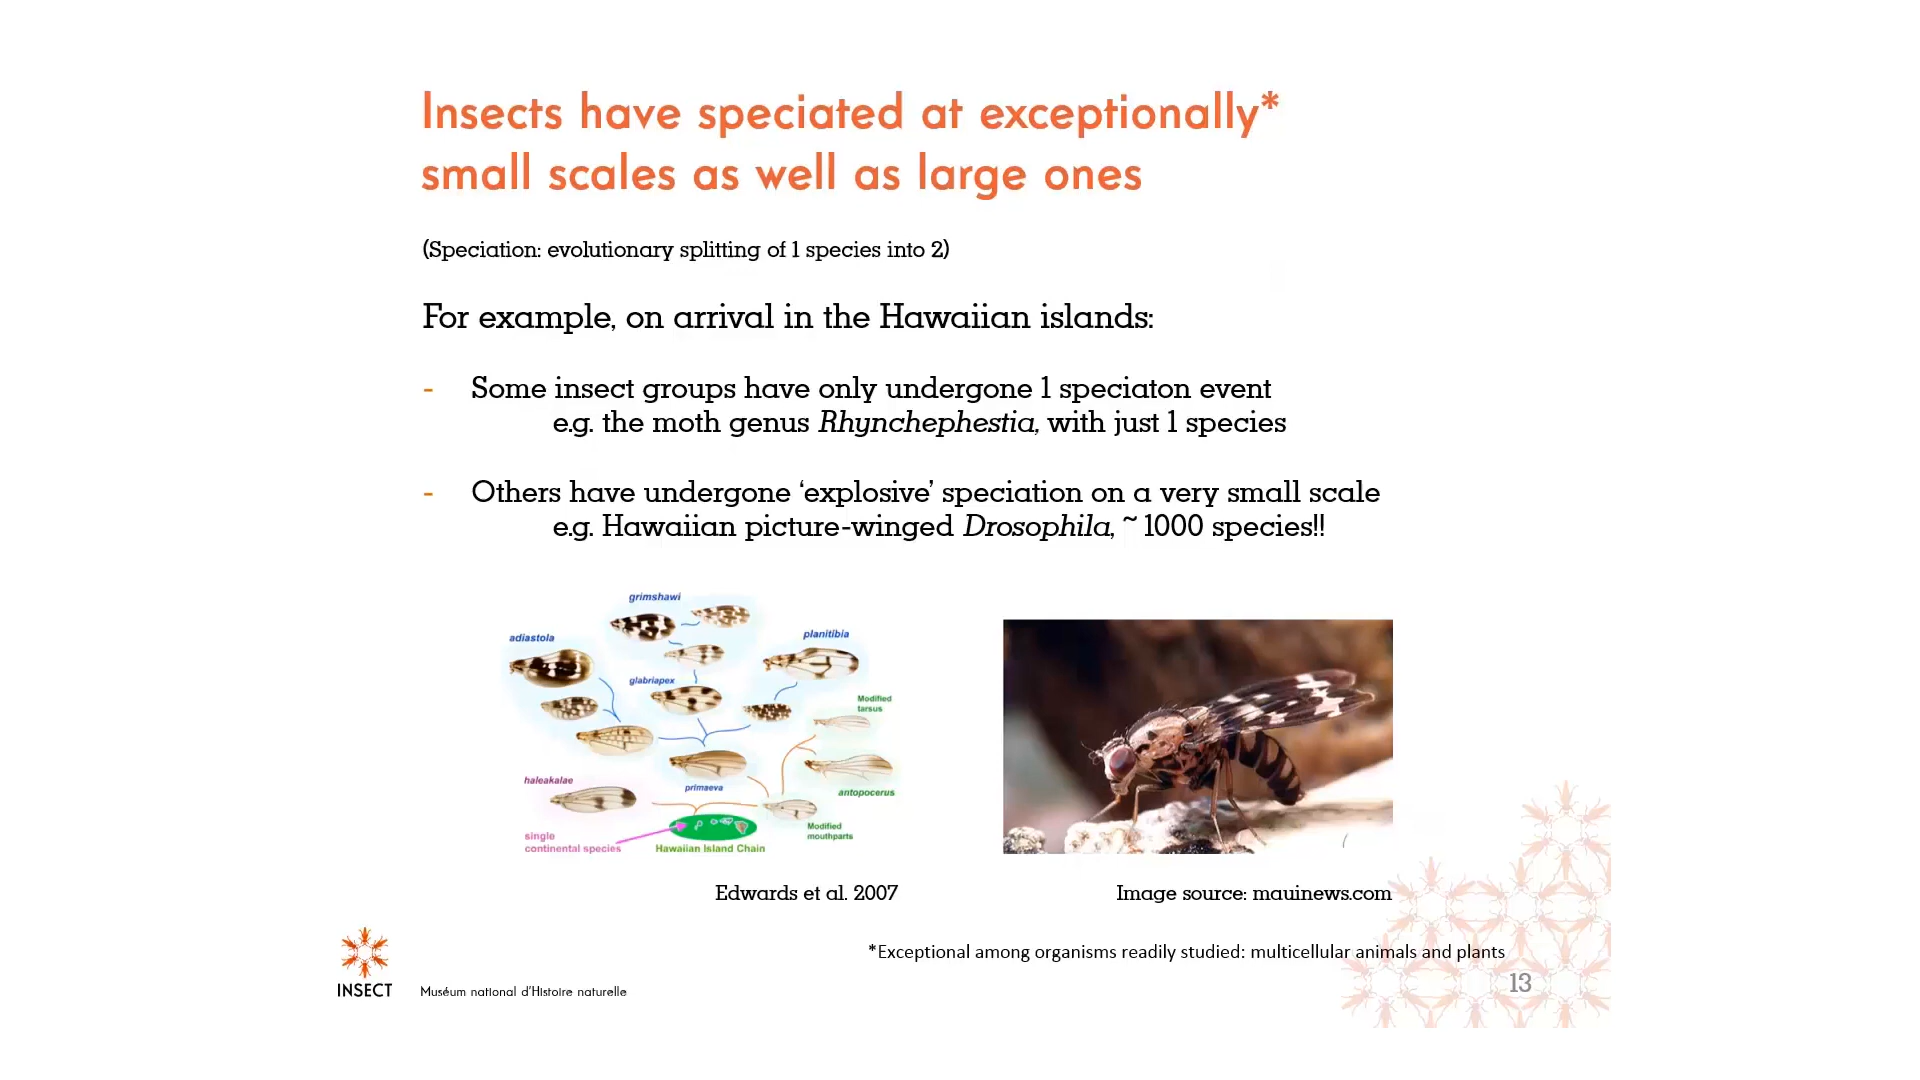 Insects have speciated at exceptionally*
small scales as well as large ones
(Speciation: evolutionary splitting of 1 species into 2)
For example, on arrival in the Hawaiian islands:
- Some insect groups have only undergone 1 speciaton event
e.g. the moth genus Rhynchephestia, with just 1 species
- Others have undergone ‘explosive’ speciation on a very small scale
e.g. Hawaiian picture-winged Drosophila, ~ 1000 species!!
grimshawi
adiastola
planitibia
glabriapex
Modified
tarsus
haleakalae
primaeva
antopocerus
single
continental species
Hawaiian Island Chain
Modified
mouthparts
Edwards et al. 2007
Image source: mauinews.com
*Exceptional among organisms readily studied: multicellular animals and plants
INSECT
Muséum national d'Histoire naturelle
13